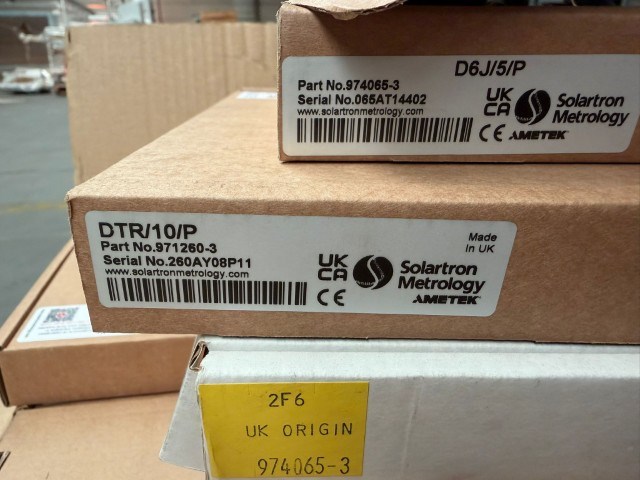 D6J/5/P
Part No.974065-3
Serial No.065AT14402
www.solartronmetrology.com
UK
CA
Solartron
Metrology
CE
AMETEK
DTR/10/P
Part No.971260-3
Serial No.260AY08P11
www.solartronmetrology.com
Made
In UK
UK
CA
CE
Solartron
Metrology
AMETEK
2F6
UK ORIGIN
974065-3